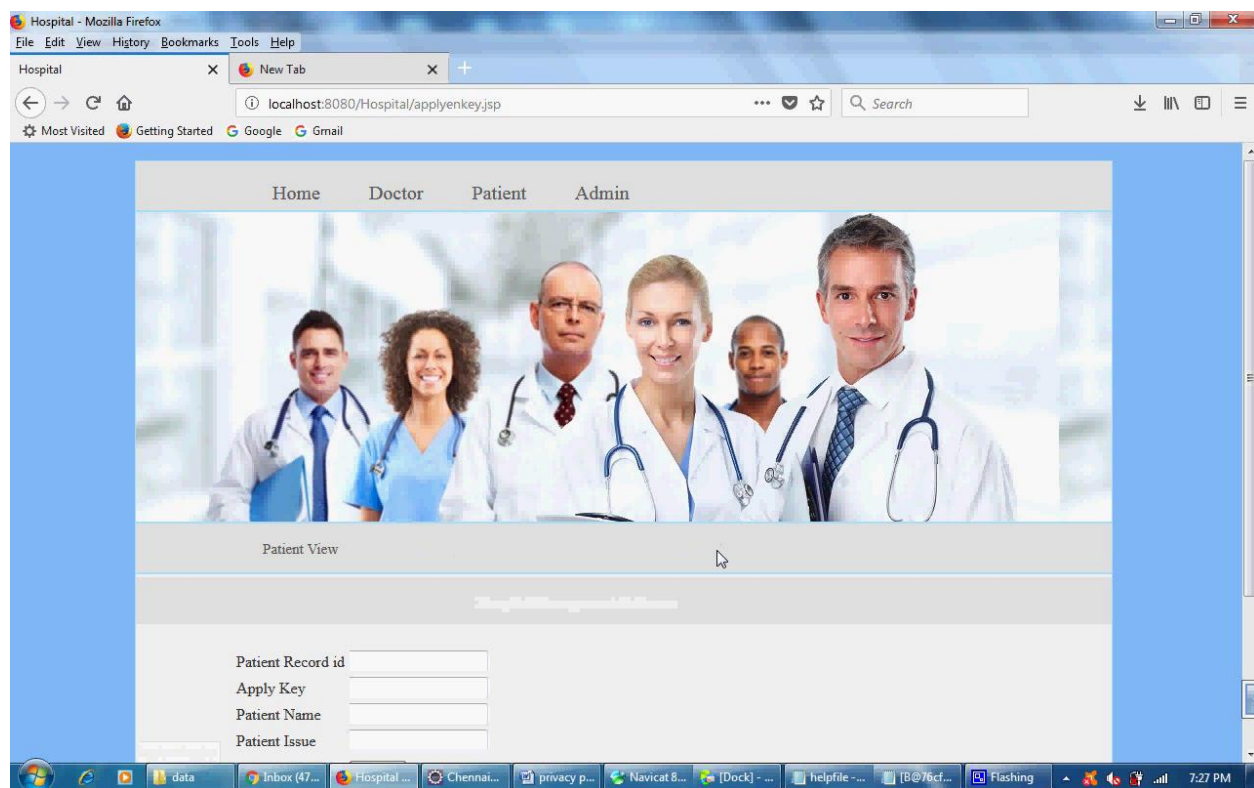 Hospital - Mozilla Firefox
File Edit View History Bookmarks Tools Help
Hospital New Tab
localhost:8080/Hospital/applyenkey.jsp Search
Most Visited Getting Started Google Gmail
Home Doctor Patient Admin
Patient View
Patient Record id
Apply Key
Patient Name
Patient Issue
data Inbox (47... Hospital ... Chennai... privacy p... Navicat 8... [Dock] - ... helpfile -... [B@76cf... Flashing 7:27 PM